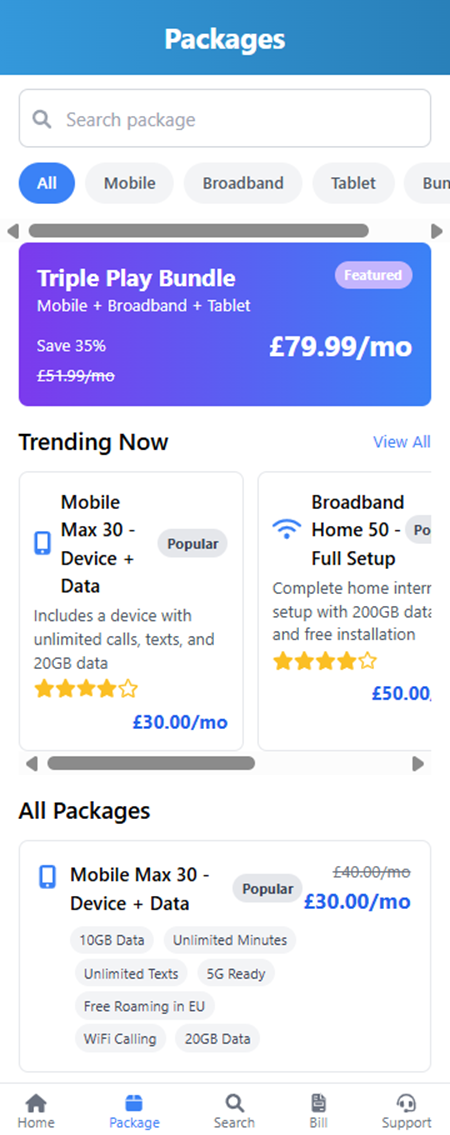 Packages
Search package
All
Mobile
Broadband
Tablet
Bun
Triple Play Bundle
Featured
Mobile + Broadband + Tablet
Save 35%
£79.99/mo
£51.99/mo
Trending Now
View All
Mobile
Max 30 -
Device +
Data
Popular
Includes a device with
unlimited calls, texts, and
20GB data
£30.00/mo
Broadband
Home 50 -
Full Setup
Po
Complete home intern
setup with 200GB data
and free installation
£50.00/
All Packages
Mobile Max 30 -
Device + Data
Popular
£40.00/mo
£30.00/mo
10GB Data
Unlimited Minutes
Unlimited Texts
5G Ready
Free Roaming in EU
WiFi Calling
20GB Data
Home
Package
Search
Bill
Support